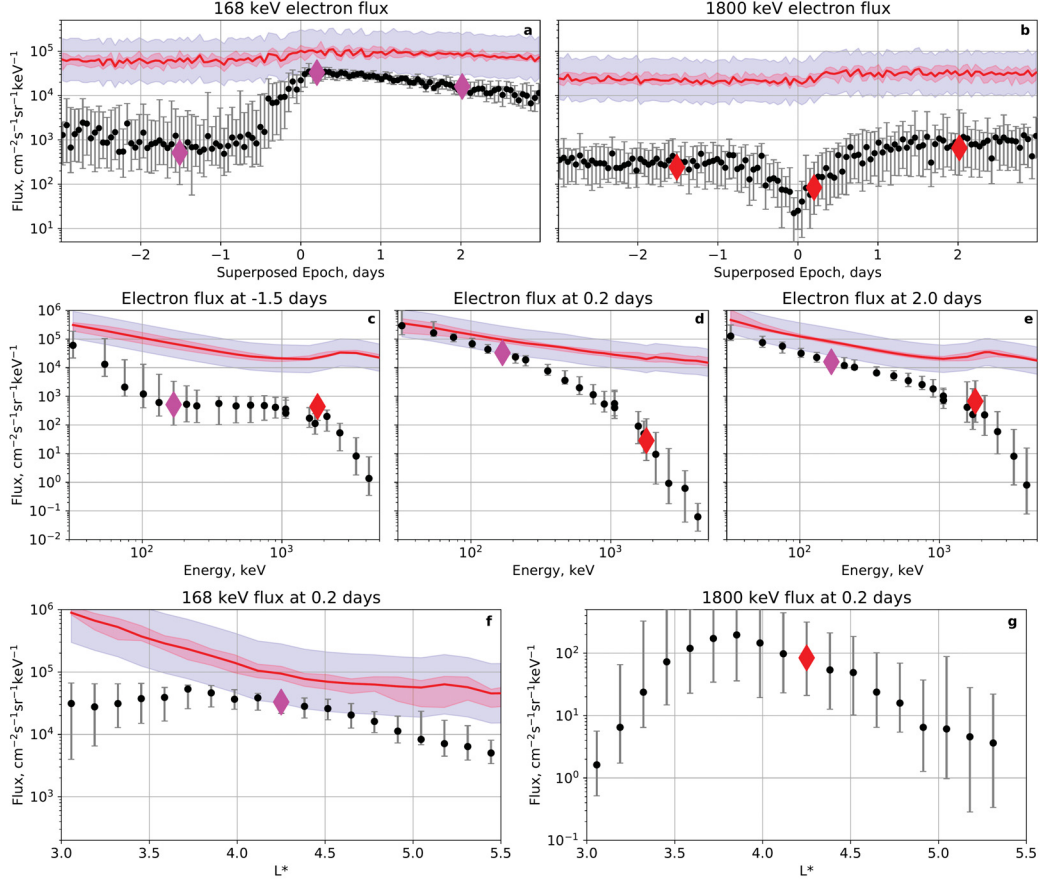 168 keV electron flux
1800 keV electron flux
a
b
Flux, cm⁻²s⁻¹sr⁻¹keV⁻¹
10⁵
10⁴
10³
10²
10¹
−2
−1
0
1
2
−2
−1
0
1
2
Superposed Epoch, days
Superposed Epoch, days
Electron flux at -1.5 days
Electron flux at 0.2 days
Electron flux at 2.0 days
c
d
e
Flux, cm⁻²s⁻¹sr⁻¹keV⁻¹
10⁶
10⁵
10⁴
10³
10²
10¹
10⁰
10⁻¹
10⁻²
10²
10³
10²
10³
10²
10³
Energy, keV
Energy, keV
Energy, keV
168 keV flux at 0.2 days
1800 keV flux at 0.2 days
f
g
Flux, cm⁻²s⁻¹sr⁻¹keV⁻¹
10⁶
10⁵
10⁴
10³
Flux, cm⁻²s⁻¹sr⁻¹keV⁻¹
10²
10¹
10⁰
10⁻¹
3.0
3.5
4.0
4.5
5.0
5.5
3.0
3.5
4.0
4.5
5.0
5.5
L*
L*